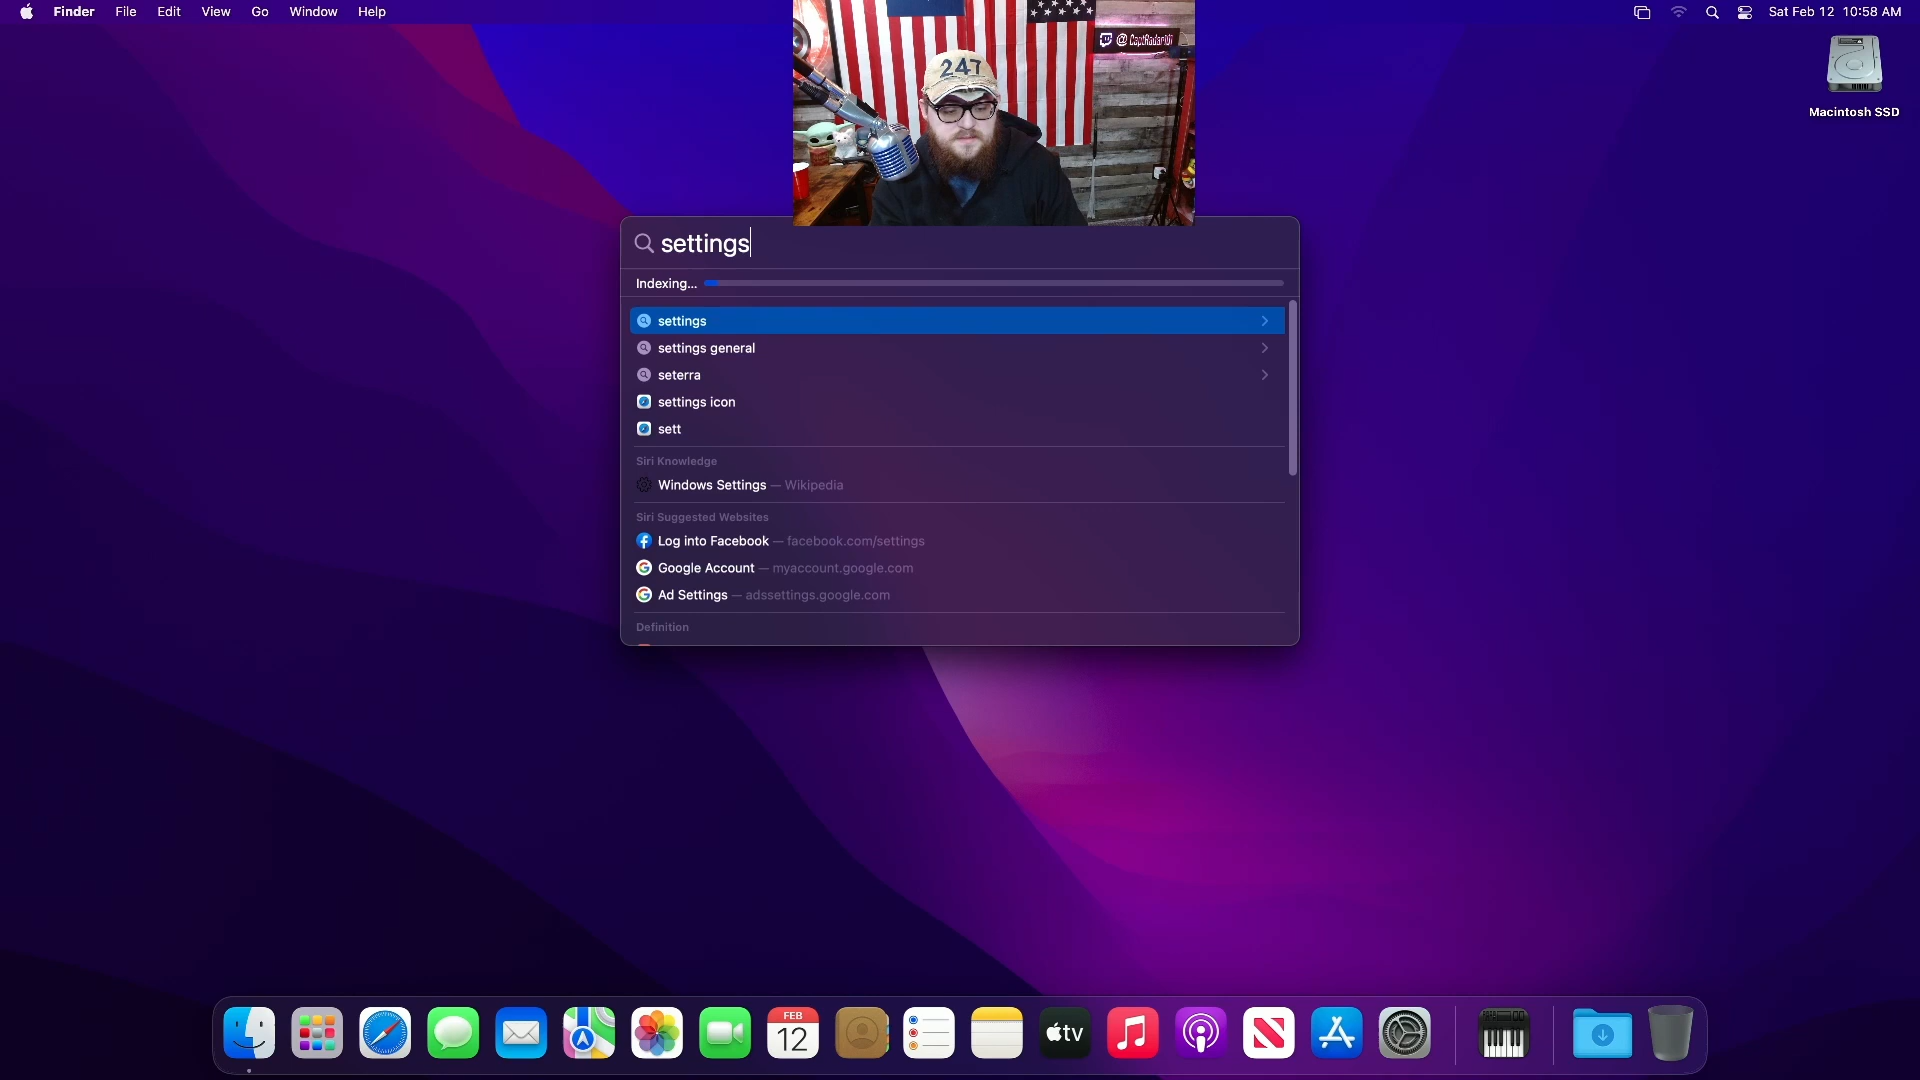 Finder File Edit View Go Window Help
Sat Feb 12 10:58 AM
247
@ CaptRadar101
Macintosh SSD
settings
Indexing...
settings
settings general
seterra
settings icon
sett
Siri Knowledge
Windows Settings — Wikipedia
Siri Suggested Websites
Log into Facebook — facebook.com/settings
Google Account — myaccount.google.com
Ad Settings — adssettings.google.com
Definition
FEB
12
tv